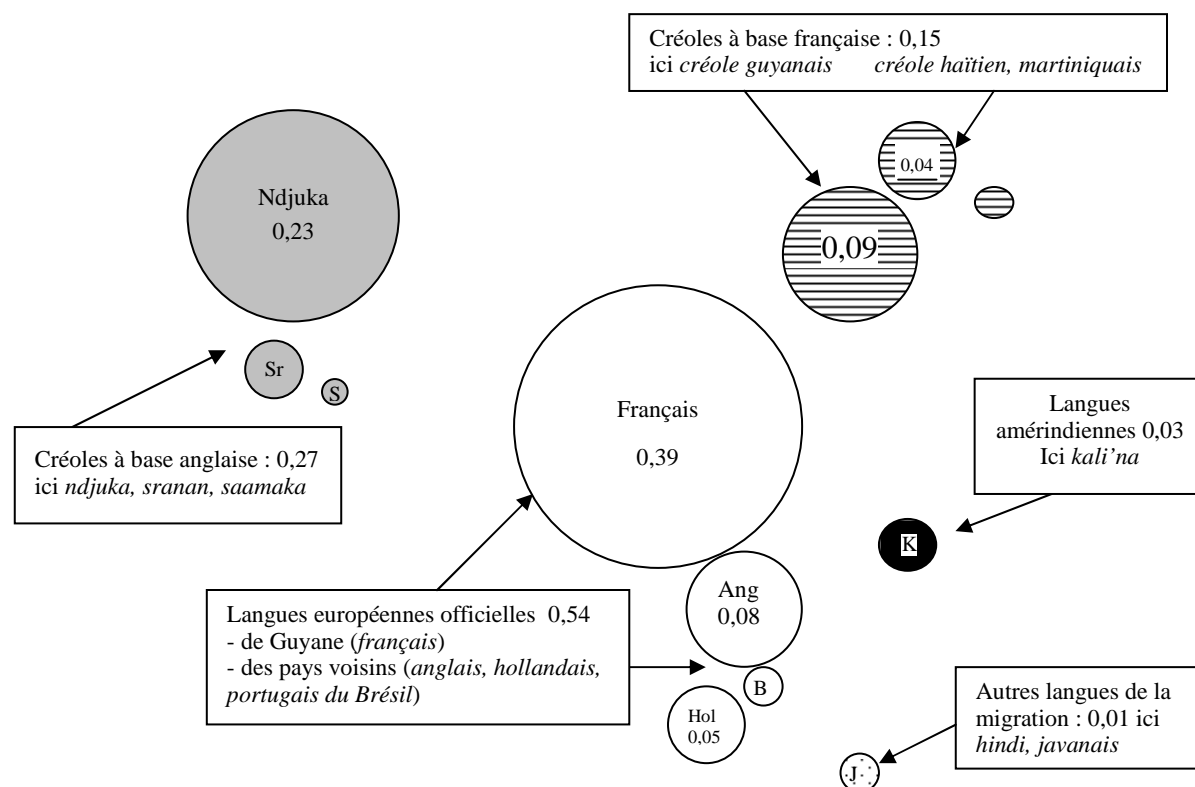 Créoles à base française : 0,15
ici créole guyanais créole haïtien, martiniquais
0,04
0,09
Ndjuka
0,23
Sr
S
Créoles à base anglaise : 0,27
ici ndjuka, sranan, saamaka
Français
0,39
Langues
amérindiennes 0,03
Ici kali’na
K
Ang
0,08
Langues européennes officielles 0,54
- de Guyane (français)
- des pays voisins (anglais, hollandais,
portugais du Brésil)
B
Hol
0,05
Autres langues de la
migration : 0,01 ici
hindi, javanais
J